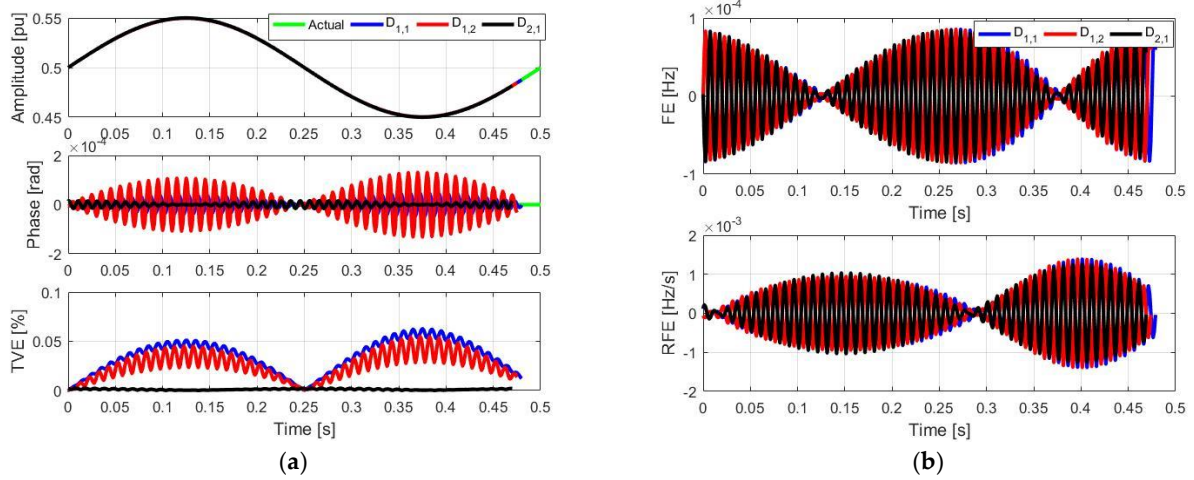 Actual D1,1 D1,2 D2,1
Amplitude [pu]
0.55
0.5
0.45
0 0.05 0.1 0.15 0.2 0.25 0.3 0.35 0.4 0.45 0.5
×10-4
Phase [rad]
2
0
-2
0 0.05 0.1 0.15 0.2 0.25 0.3 0.35 0.4 0.45 0.5
TVE [%]
0.1
0.05
0
0 0.05 0.1 0.15 0.2 0.25 0.3 0.35 0.4 0.45 0.5
Time [s]
(a)
×10-4
D1,1 D1,2 D2,1
FE [Hz]
1
0
-1
0 0.05 0.1 0.15 0.2 0.25 0.3 0.35 0.4 0.45 0.5
Time [s]
×10-3
RFE [Hz/s]
2
1
0
-1
-2
0 0.05 0.1 0.15 0.2 0.25 0.3 0.35 0.4 0.45 0.5
Time [s]
(b)